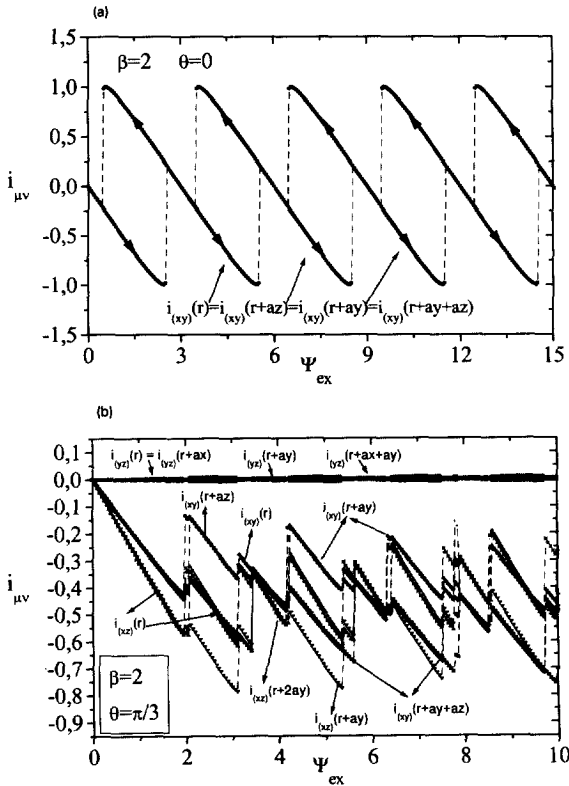 (a)
1,5
1,0
0,5
0,0
-0,5
-1,0
-1,5
β=2 θ=0
i_μν
i_(xy)(r)=i_(xy)(r+az)=i_(xy)(r+ay)=i_(xy)(r+ay+az)
0 3 6 9 12 15
Ψ_ex
(b)
0,1
0,0
-0,1
-0,2
-0,3
-0,4
-0,5
-0,6
-0,7
-0,8
-0,9
i_μν
i_(yz)(r) = i_(yz)(r+ax) i_(yz)(r+ay) i_(yz)(r+ax+ay)
i_(xy)(r+az)
i_(xy)(r)
i_(xy)(r+ay)
i_(xz)(r)
i_(xz)(r+2ay)
i_(xz)(r+ay)
i_(xy)(r+ay+az)
β=2
θ=π/3
0 2 4 6 8 10
Ψ_ex